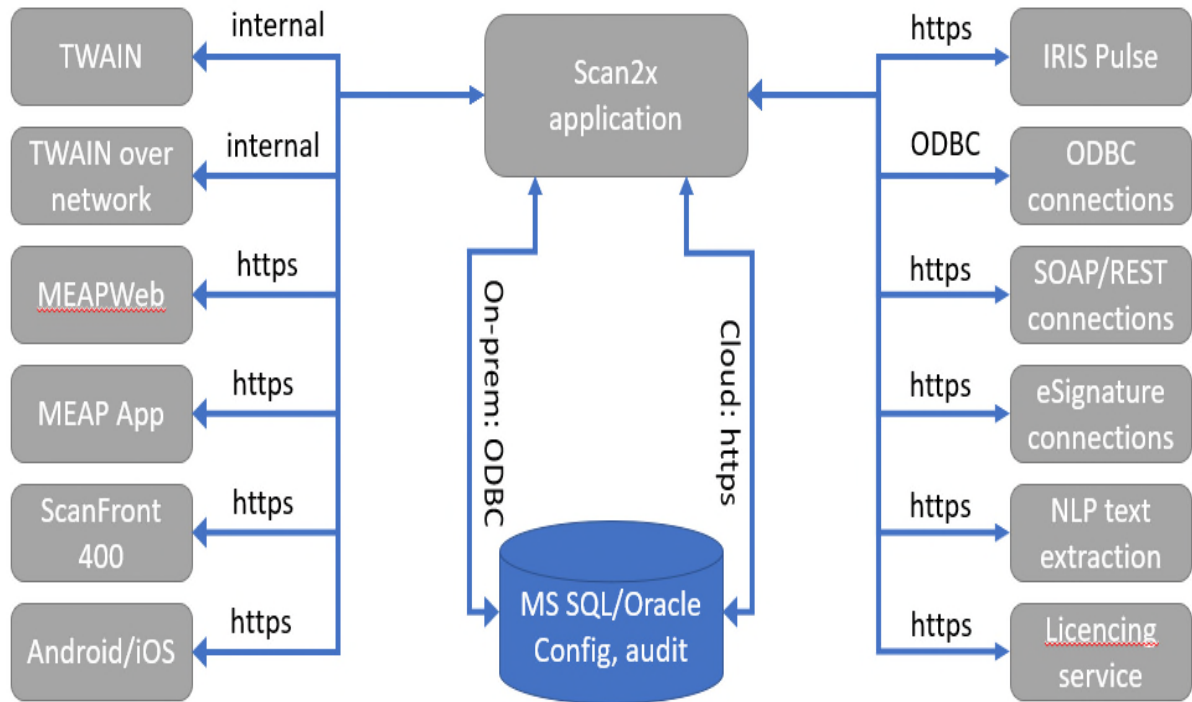 internal
TWAIN
internal
TWAIN over
network
https
MEAPWeb
https
MEAP App
https
ScanFront
400
https
Android/iOS
Scan2x
application
On-prem: ODBC
Cloud: https
MS SQL/Oracle
Config, audit
https
IRIS Pulse
ODBC
ODBC
connections
https
SOAP/REST
connections
https
eSignature
connections
https
NLP text
extraction
https
Licencing
service